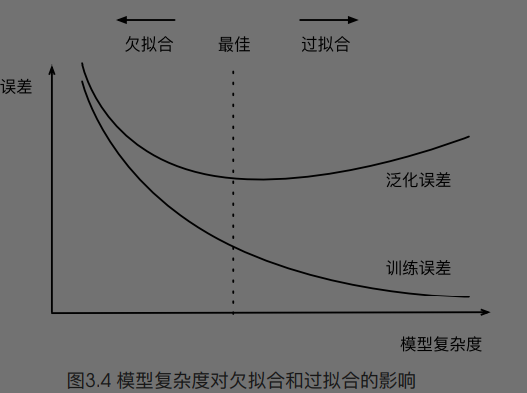 欠拟合 最佳 过拟合
误差
泛化误差
训练误差
模型复杂度
图3.4 模型复杂度对欠拟合和过拟合的影响